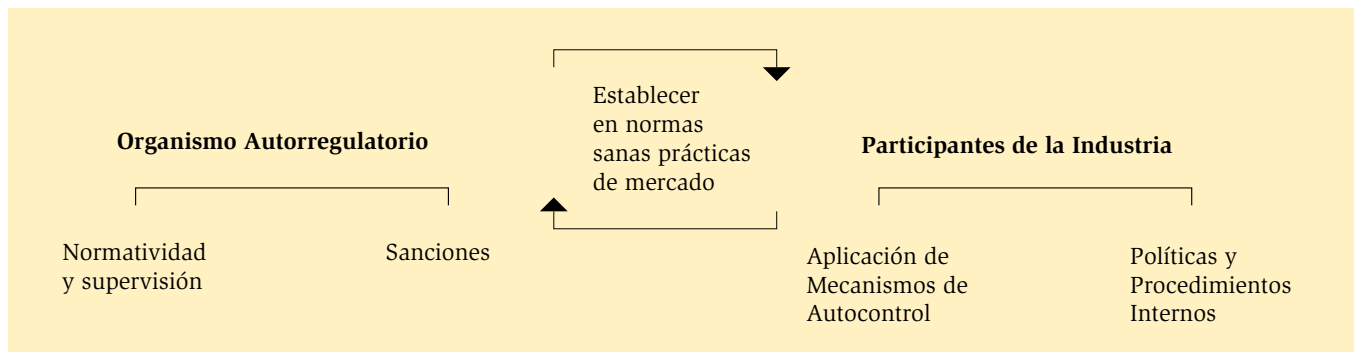 Organismo Autorregulatorio
Normatividad
y supervisión
Sanciones
Establecer
en normas
sanas prácticas
de mercado
Participantes de la Industria
Aplicación de
Mecanismos de
Autocontrol
Políticas y
Procedimientos
Internos